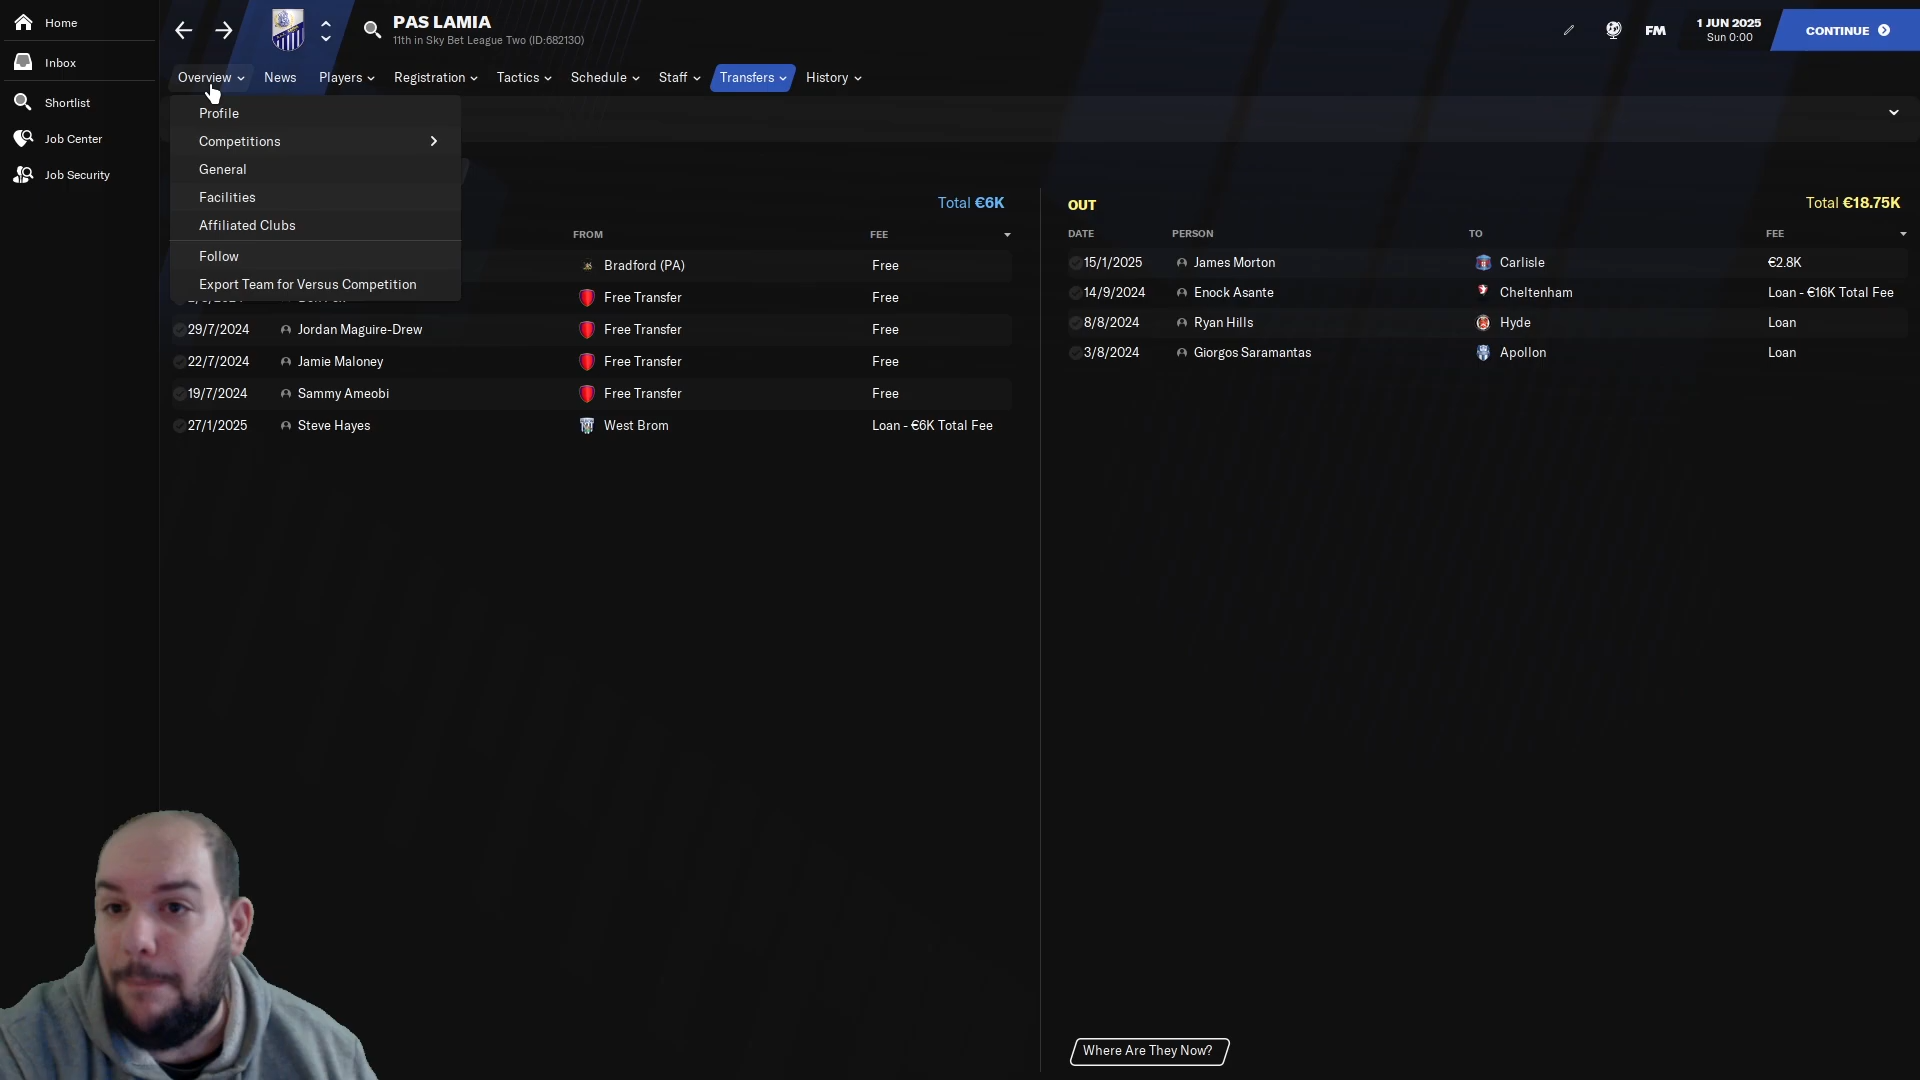 Home
Inbox
Shortlist
Job Center
Job Security
PAS LAMIA
11th in Sky Bet League Two (ID:682130)
FM
1 JUN 2025
Sun 0:00
CONTINUE
Overview
News
Players
Registration
Tactics
Schedule
Staff
Transfers
History
Profile
Competitions
General
Facilities
Affiliated Clubs
Follow
Export Team for Versus Competition
Total €6K
FROM FEE
Bradford (PA) Free
Free Transfer Free
29/7/2024 Jordan Maguire-Drew Free Transfer Free
22/7/2024 Jamie Maloney Free Transfer Free
19/7/2024 Sammy Ameobi Free Transfer Free
27/1/2025 Steve Hayes West Brom Loan - €6K Total Fee
OUT Total €18.75K
DATE PERSON TO FEE
15/1/2025 James Morton Carlisle €2.8K
14/9/2024 Enock Asante Cheltenham Loan - €16K Total Fee
8/8/2024 Ryan Hills Hyde Loan
3/8/2024 Giorgos Saramantas Apollon Loan
Where Are They Now?